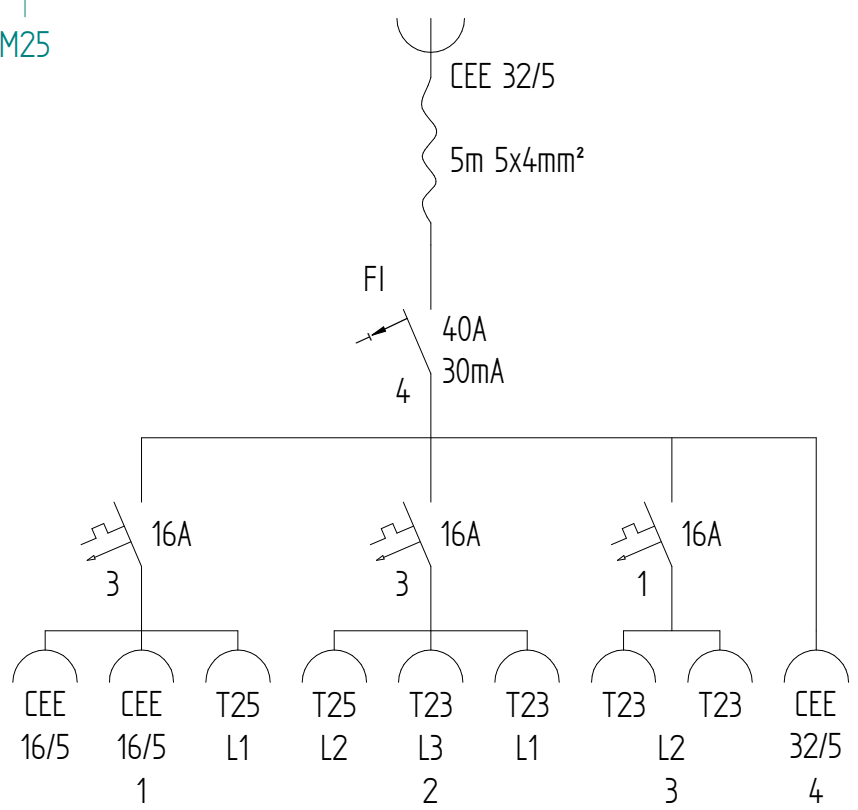 M25
CEE 32/5
5m 5x4mm²
FI
40A
30mA
4
16A
16A
16A
3
3
1
CEE CEE T25 T25 T23 T23 T23 T23 CEE
16/5 16/5 L1 L2 L3 L1 L2 32/5
1 2 3 4